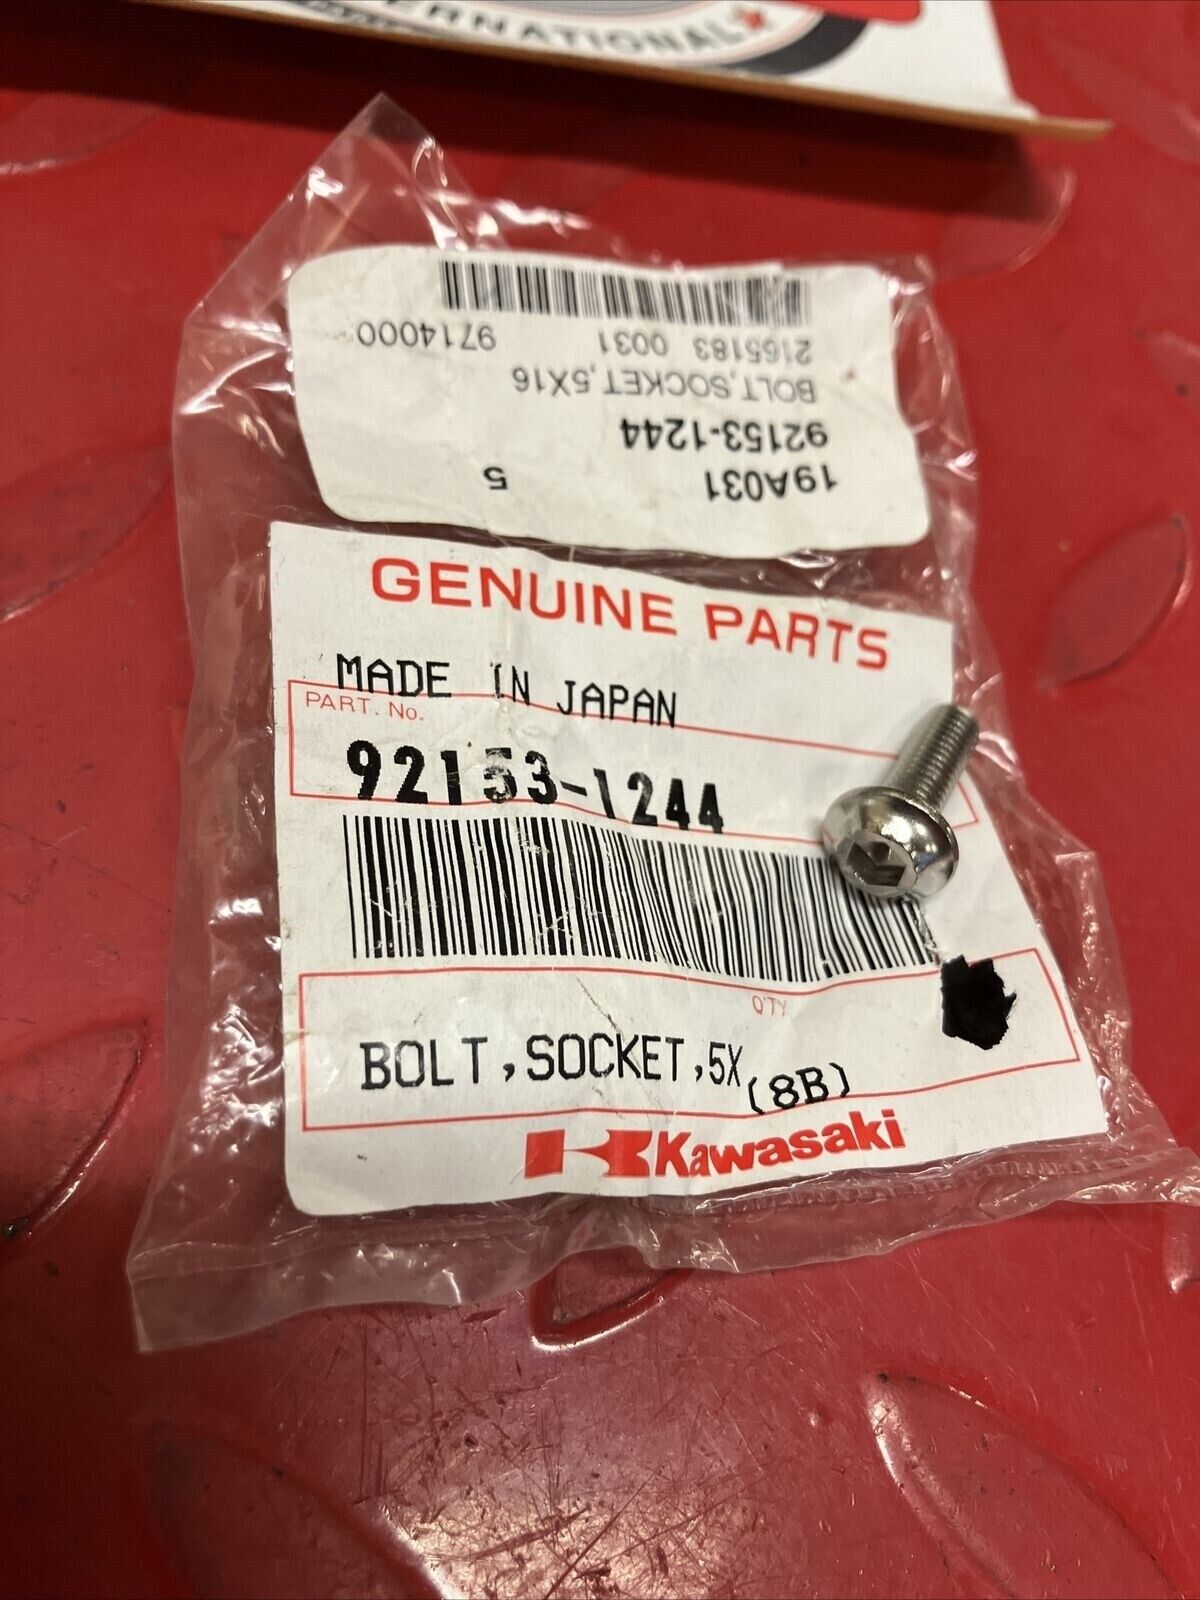 ERNATIONAL
19A031 5
92153-1244
BOLT,SOCKET,5X16
2165183 0031 9714000
GENUINE PARTS
MADE IN JAPAN
PART. No.
92153-1244
Q'TY
BOLT,SOCKET,5X
(8B)
Kawasaki